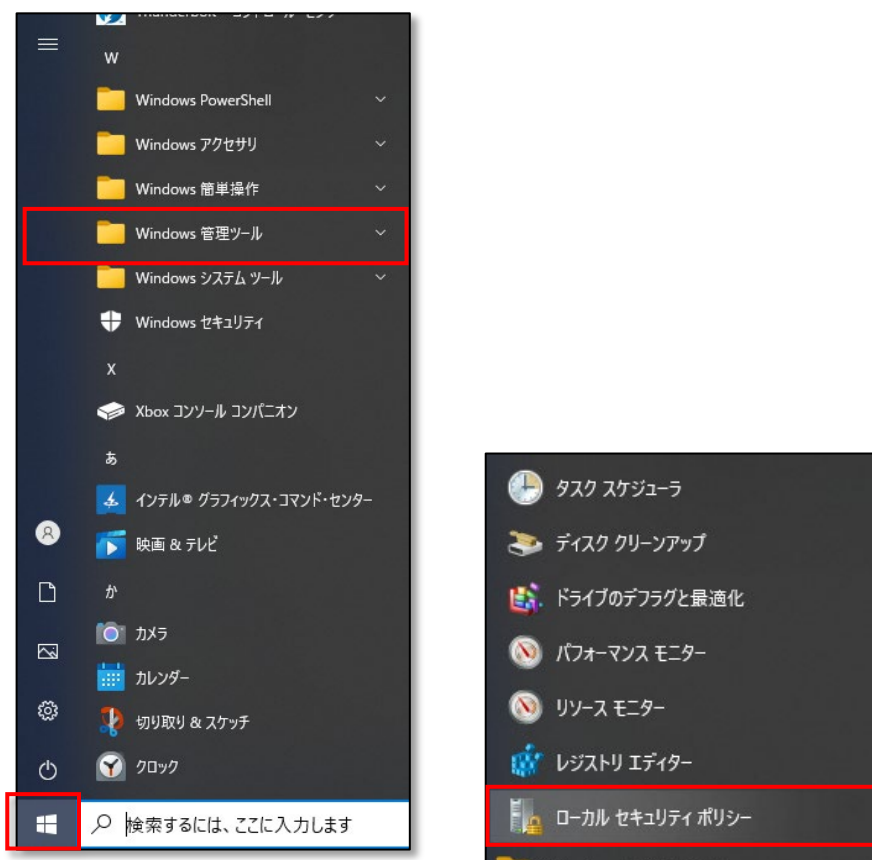 W
Windows PowerShell
Windows アクセサリ
Windows 簡単操作
Windows 管理ツール
Windows システム ツール
Windows セキュリティ
X
Xbox コンソール コンパニオン
あ
インテル® グラフィックス・コマンド・センター
映画 & テレビ
か
カメラ
カレンダー
切り取り & スケッチ
クロック
検索するには、ここに入力します
タスク スケジューラ
ディスク クリーンアップ
ドライブのデフラグと最適化
パフォーマンス モニター
リソース モニター
レジストリ エディター
ローカル セキュリティ ポリシー